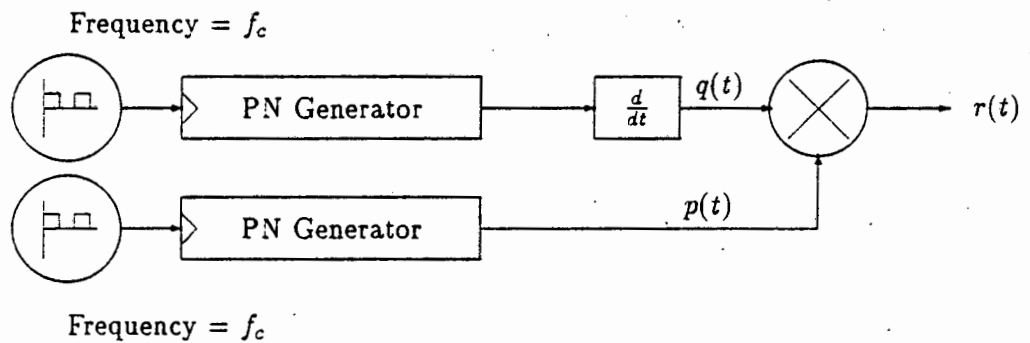 Frequency = f_c
PN Generator
d/dt
q(t)
r(t)
PN Generator
p(t)
Frequency = f_c